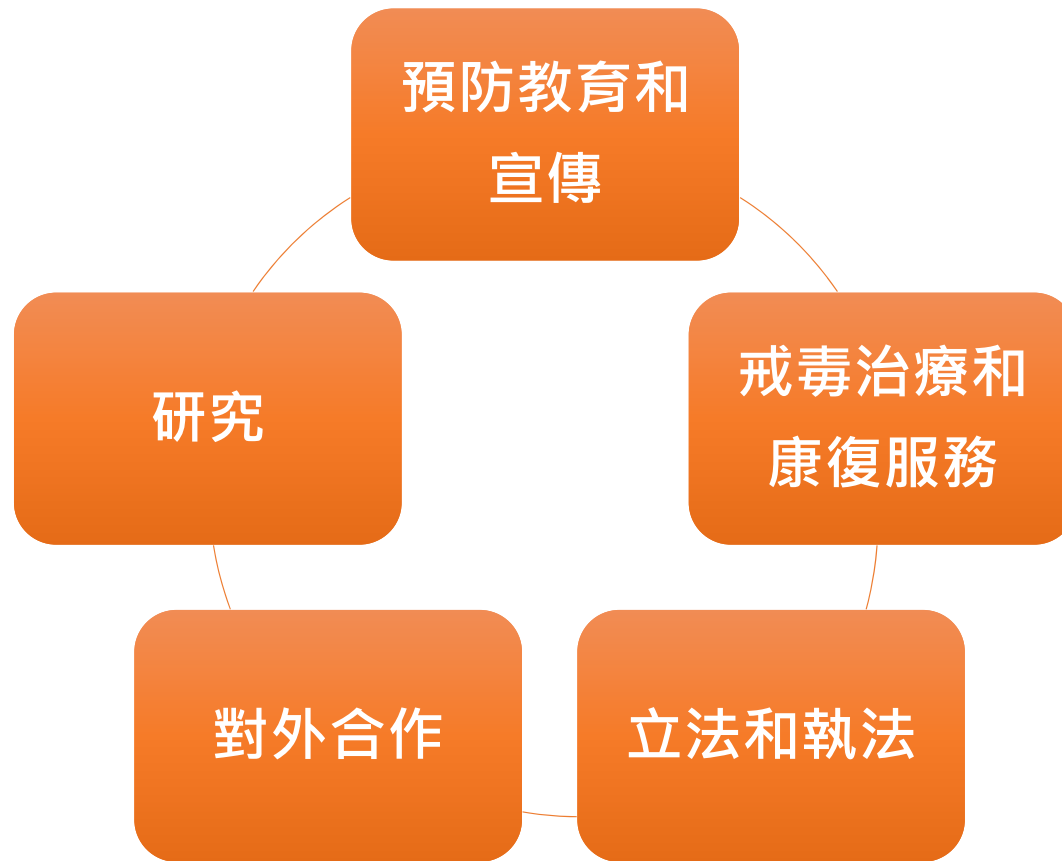 預防教育和
宣傳
戒毒治療和
康復服務
立法和執法
對外合作
研究